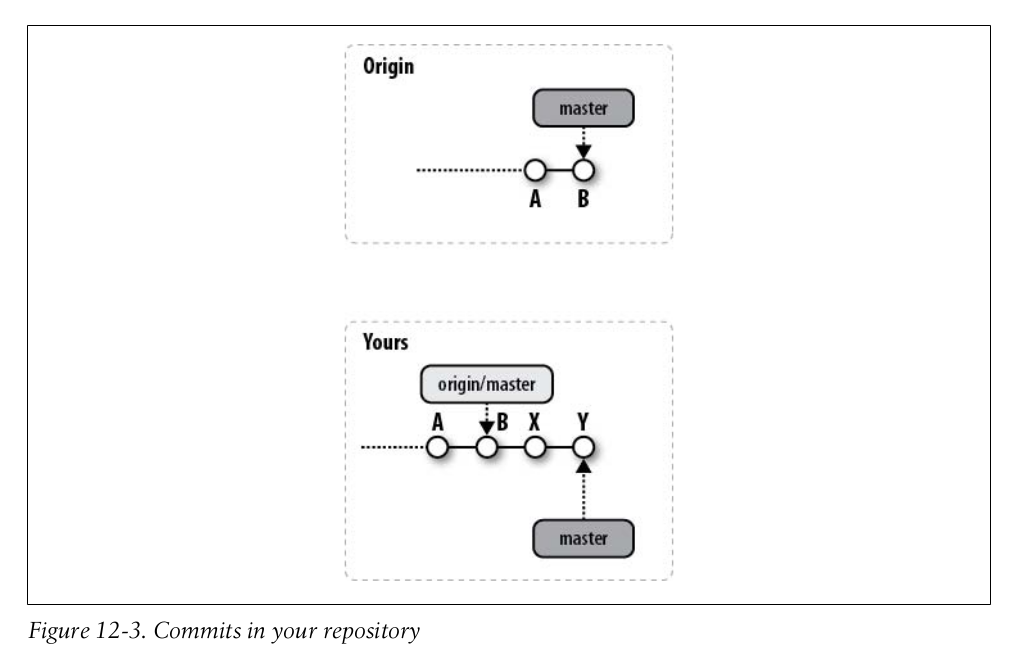 Origin
master
A B
Yours
origin/master
A B X Y
master
Figure 12-3. Commits in your repository